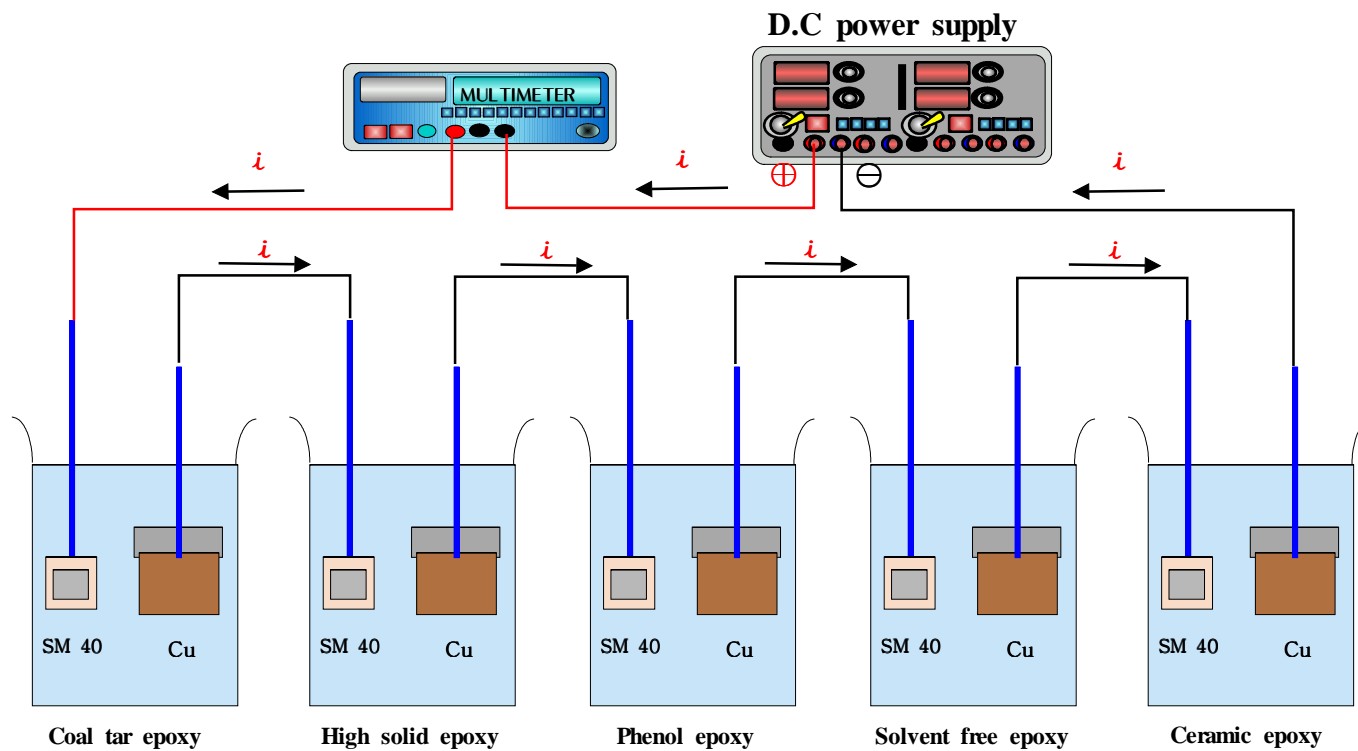 D.C power supply
MULTIMETER
i
i
i
i
i
i
i
SM 40
Cu
SM 40
Cu
SM 40
Cu
SM 40
Cu
SM 40
Cu
Coal tar epoxy
High solid epoxy
Phenol epoxy
Solvent free epoxy
Ceramic epoxy